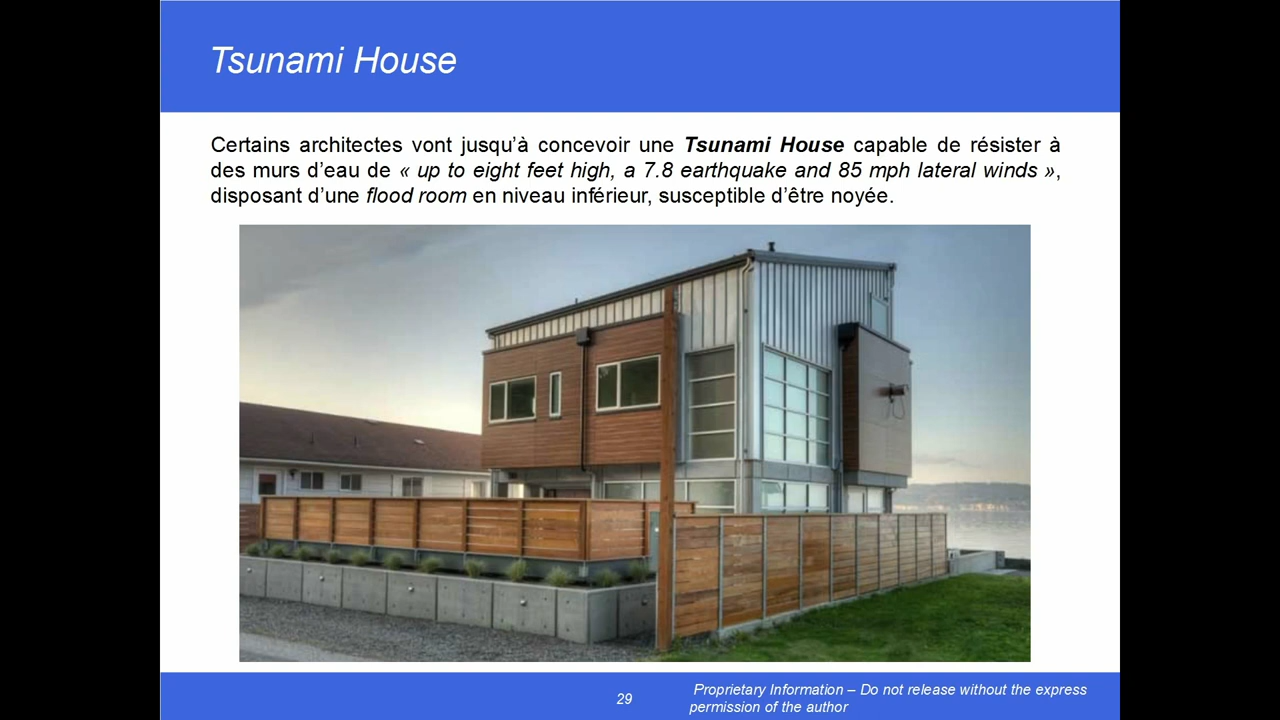 Tsunami House
Certains architectes vont jusqu’à concevoir une Tsunami House capable de résister à
des murs d’eau de « up to eight feet high, a 7.8 earthquake and 85 mph lateral winds »,
disposant d’une flood room en niveau inférieur, susceptible d’être noyée.
29
Proprietary Information – Do not release without the express
permission of the author